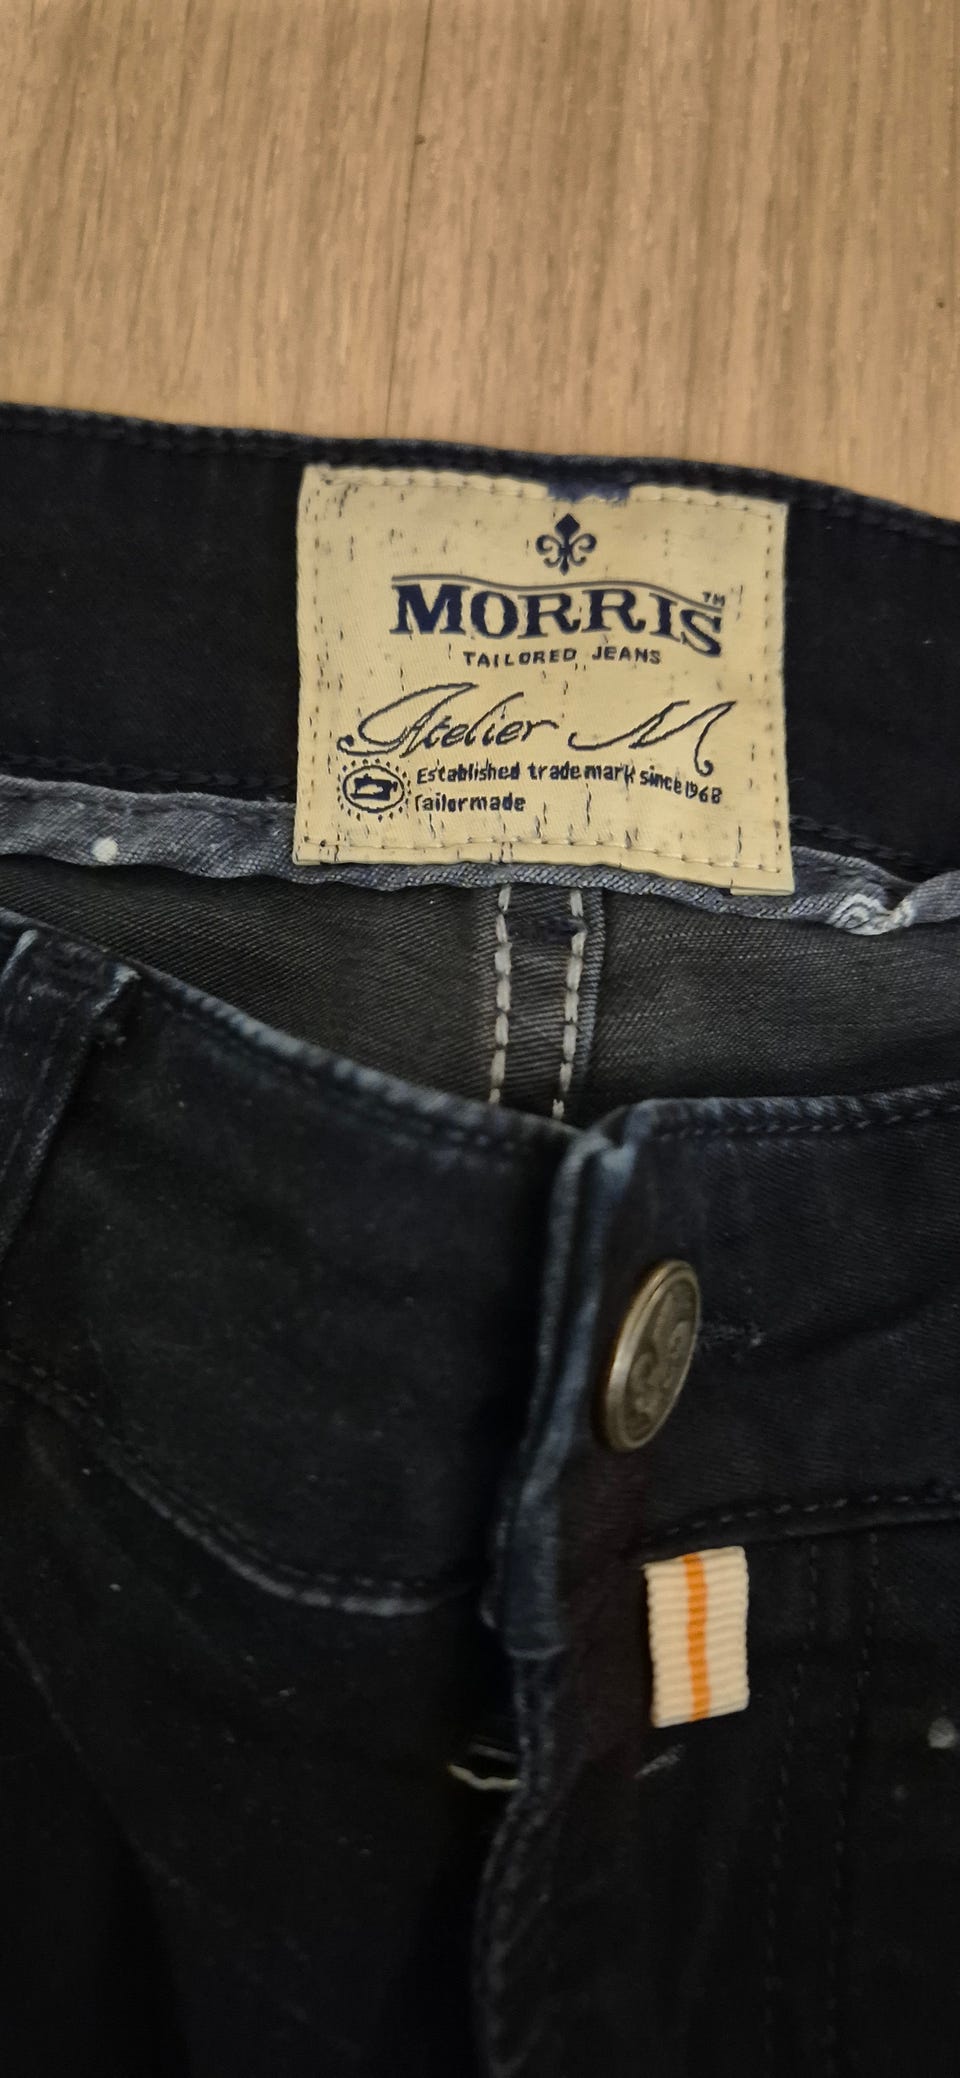 MORRIS™
TAILORED JEANS
Atelier M
Established trade mark since 1968
Tailormade